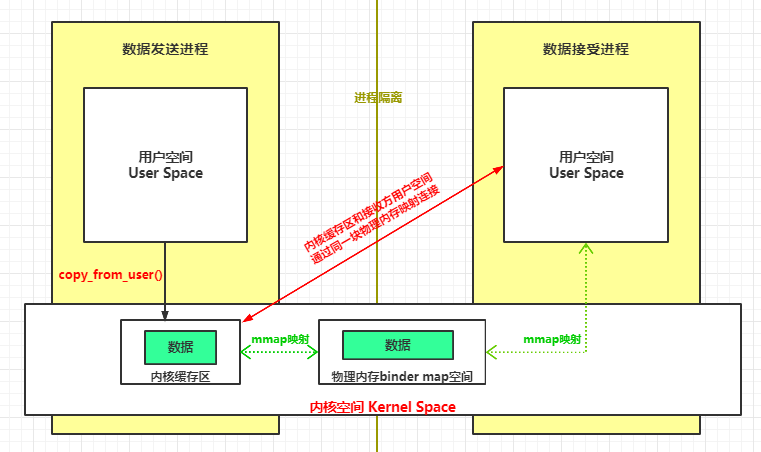 数据发送进程
数据接受进程
进程隔离
用户空间
User Space
用户空间
User Space
内核缓存区和接收方用户空间
通过同一块物理内存映射连接
copy_from_user()
数据
mmap映射
数据
mmap映射
内核缓存区
物理内存binder map空间
内核空间 Kernel Space